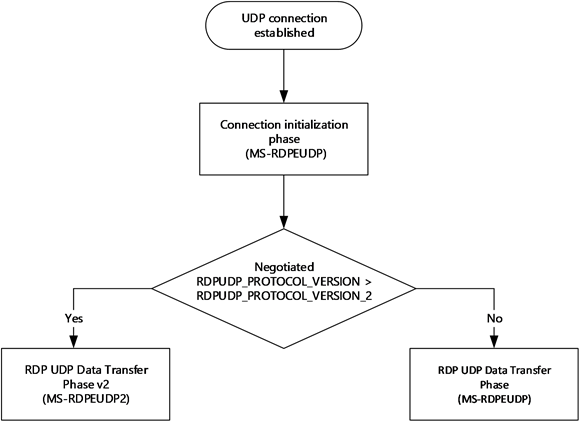 UDP connection
established
Connection initialization
phase
(MS-RDPEUDP)
Negotiated
RDPUDP_PROTOCOL_VERSION >
RDPUDP_PROTOCOL_VERSION_2
Yes
No
RDP UDP Data Transfer
Phase v2
(MS-RDPEUDP2)
RDP UDP Data Transfer
Phase
(MS-RDPEUDP)